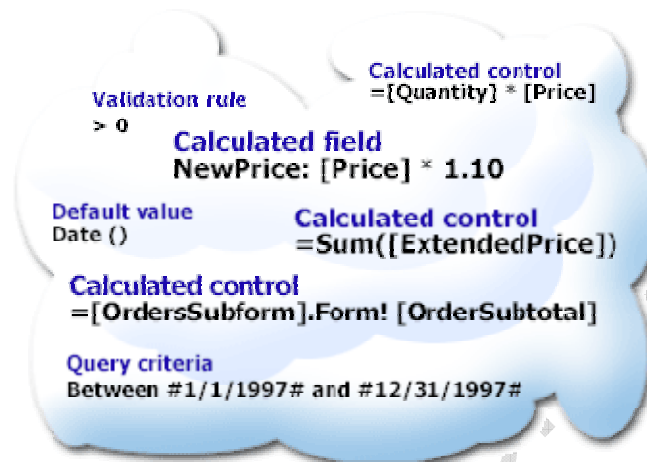 Calculated control
=[Quantity} * [Price]
Validation rule
> 0
Calculated field
NewPrice: [Price] * 1.10
Default value
Date ()
Calculated control
=Sum([ExtendedPrice])
Calculated control
=[OrdersSubform].Form! [OrderSubtotal]
Query criteria
Between #1/1/1997# and #12/31/1997#